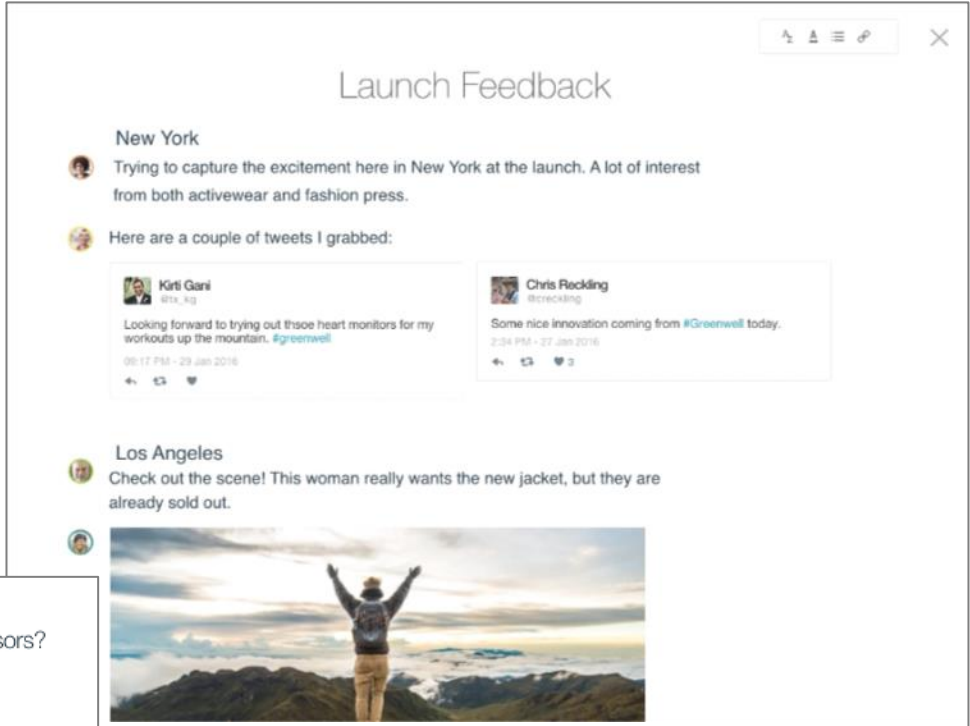 Launch Feedback
New York
Trying to capture the excitement here in New York at the launch. A lot of interest
from both activewear and fashion press.
Here are a couple of tweets I grabbed:
Kirti Gani
@tx_kg
Looking forward to trying out thsoe heart monitors for my
workouts up the mountain. #greenwell
09:17 PM - 29 Jan 2016
Chris Reckling
@creckling
Some nice innovation coming from #Greenwell today.
2:34 PM - 27 Jan 2016
3
Los Angeles
Check out the scene! This woman really wants the new jacket, but they are
already sold out.
sors?